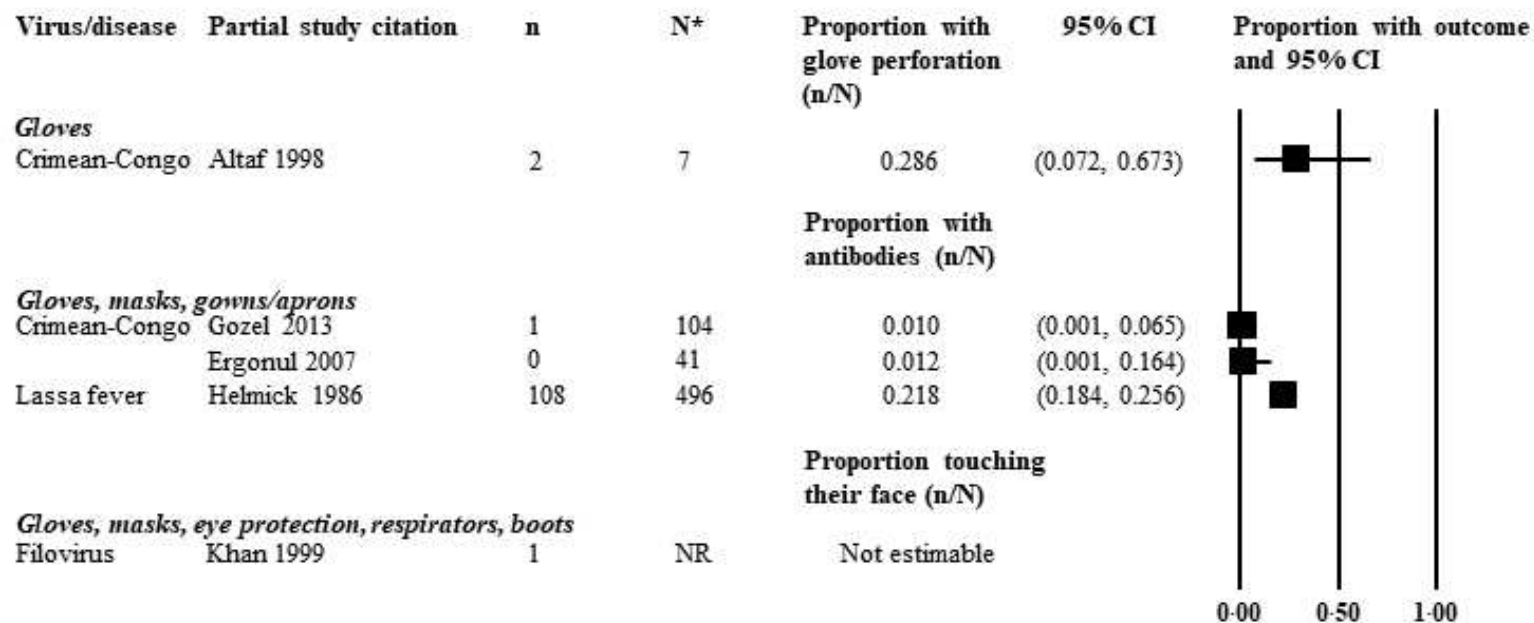 Virus/disease Partial study citation n N* Proportion with glove perforation (n/N) 95% CI Proportion with outcome and 95% CI
Gloves
Crimean-Congo Altaf 1998 2 7 0.286 (0.072, 0.673)
Proportion with antibodies (n/N)
Gloves, masks, gowns/aprons
Crimean-Congo Gozel 2013 1 104 0.010 (0.001, 0.065)
Ergonul 2007 0 41 0.012 (0.001, 0.164)
Lassa fever Helmick 1986 108 496 0.218 (0.184, 0.256)
Proportion touching their face (n/N)
Gloves, masks, eye protection, respirators, boots
Filovirus Khan 1999 1 NR Not estimable
0·00 0·50 1·00